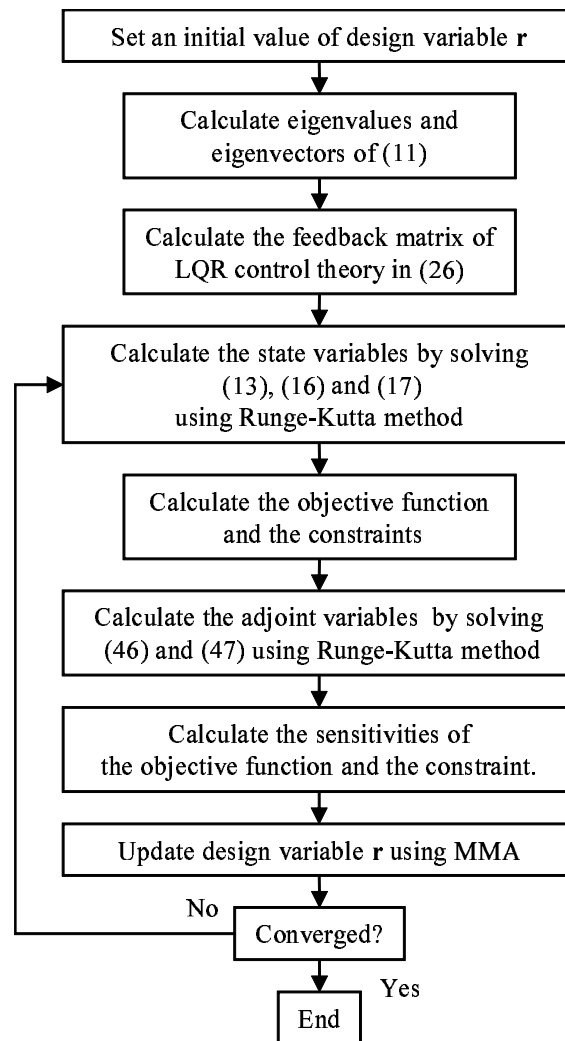 Set an initial value of design variable r
Calculate eigenvalues and
eigenvectors of (11)
Calculate the feedback matrix of
LQR control theory in (26)
Calculate the state variables by solving
(13), (16) and (17)
using Runge-Kutta method
Calculate the objective function
and the constraints
Calculate the adjoint variables by solving
(46) and (47) using Runge-Kutta method
Calculate the sensitivities of
the objective function and the constraint.
Update design variable r using MMA
No
Converged?
Yes
End